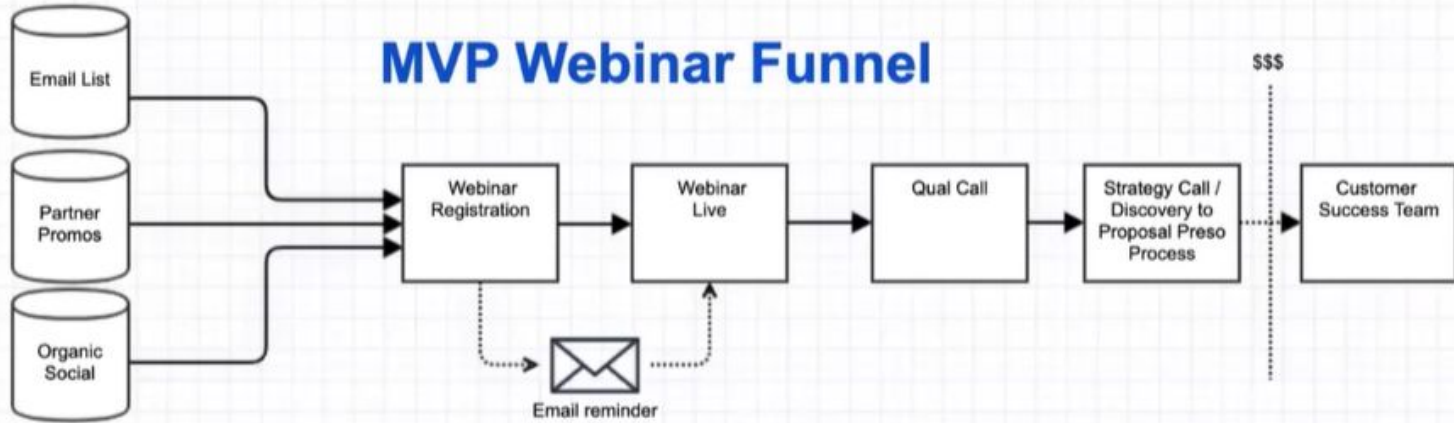 MVP Webinar Funnel
Email List
Partner
Promos
Organic
Social
Webinar
Registration
Email reminder
Webinar
Live
Qual Call
Strategy Call /
Discovery to
Proposal Preso
Process
$$$
Customer
Success Team